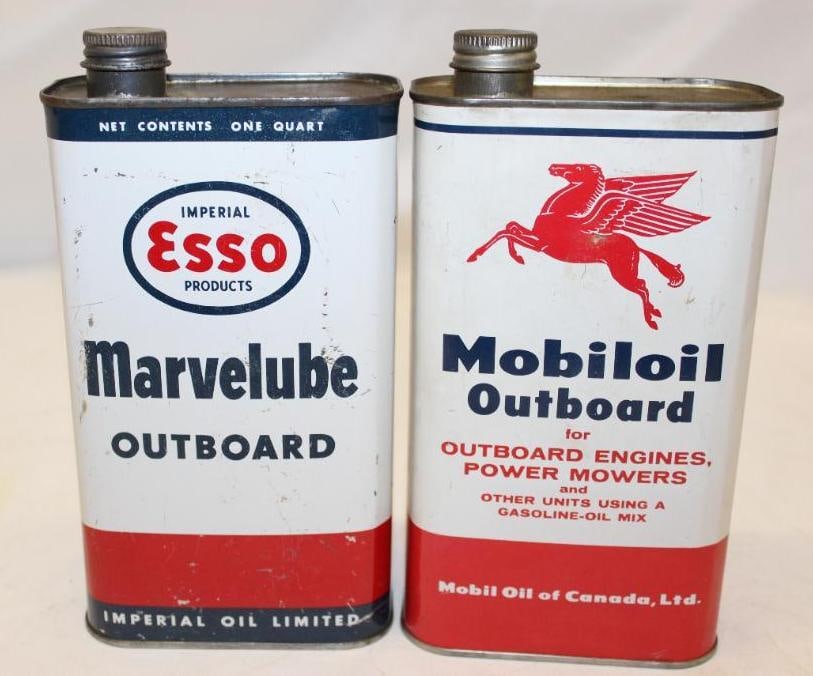 NET CONTENTS ONE QUART
IMPERIAL
Esso
PRODUCTS
Marvelube
OUTBOARD
IMPERIAL OIL LIMITED
Mobiloil
Outboard
for
OUTBOARD ENGINES,
POWER MOWERS
and
OTHER UNITS USING A
GASOLINE-OIL MIX
Mobil Oil of Canada, Ltd.